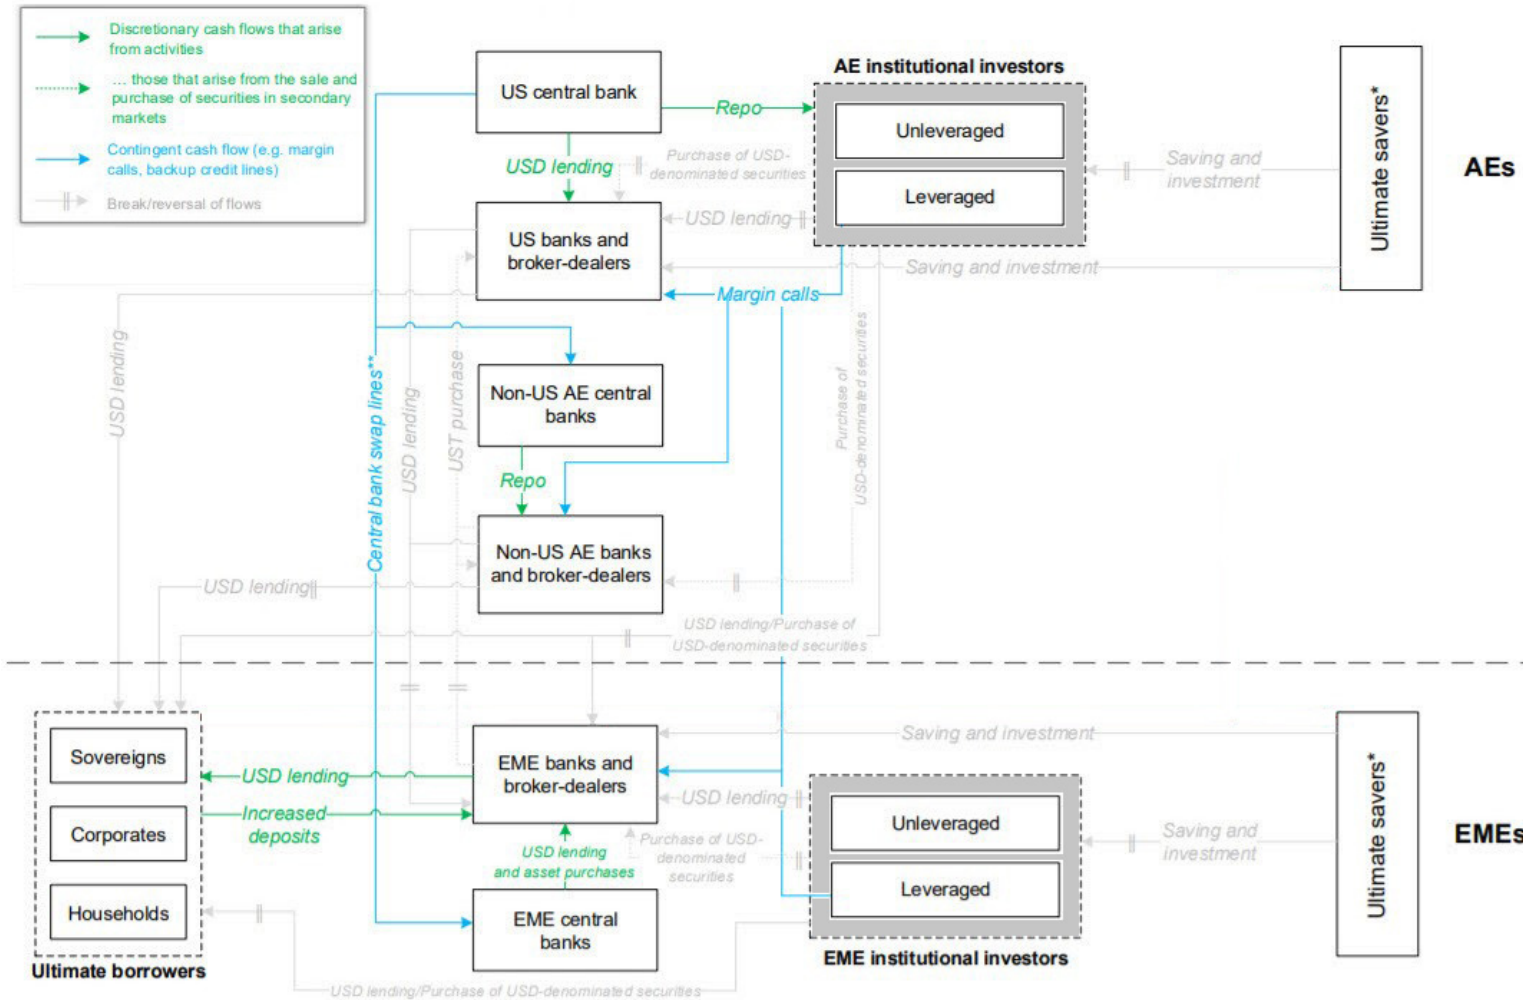 Discretionary cash flows that arise
from activities
... those that arise from the sale and
purchase of securities in secondary
markets
Contingent cash flow (e.g. margin
calls, backup credit lines)
Break/reversal of flows
US central bank
Repo
AE institutional investors
Unleveraged
Leveraged
Ultimate savers*
AEs
USD lending
Purchase of USD-
denominated securities
Saving and
investment
US banks and
broker-dealers
USD lending
Saving and investment
Margin calls
USD lending
Central bank swap lines**
USD lending
UST purchase
Purchase of
USD-denominated securities
Non-US AE central
banks
Repo
Non-US AE banks
and broker-dealers
USD lending
USD lending/Purchase of
USD-denominated securities
Sovereigns
Corporates
Households
Ultimate borrowers
USD lending
Increased
deposits
EME banks and
broker-dealers
Saving and investment
USD lending
Purchase of USD-
denominated
securities
USD lending
and asset purchases
EME central
banks
Unleveraged
Leveraged
EME institutional investors
Saving and
investment
Ultimate savers*
EMEs
USD lending/Purchase of USD-denominated securities